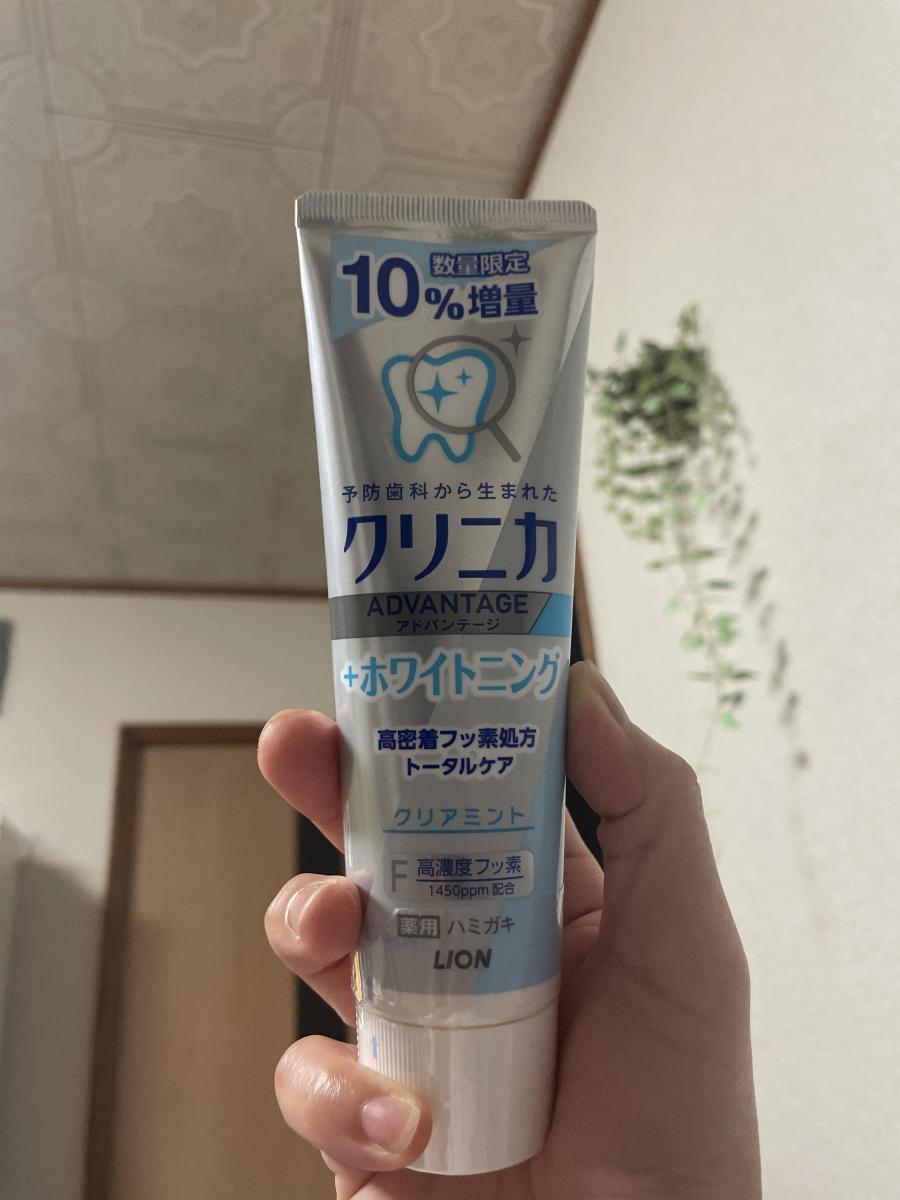 数量限定
10%増量
予防歯科から生まれた
クリニカ
ADVANTAGE
アドバンテージ
+ホワイトニング
高密着フッ素処方
トータルケア
クリアミント
F 高濃度フッ素
1450ppm 配合
薬用 ハミガキ
LION